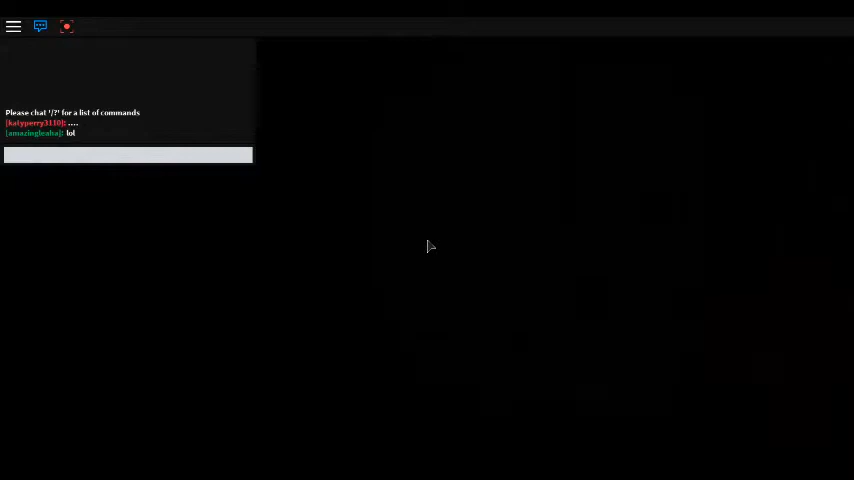 Please chat '/?' for a list of commands
[katyperry3110]: ....
[amazingleaha]: lol